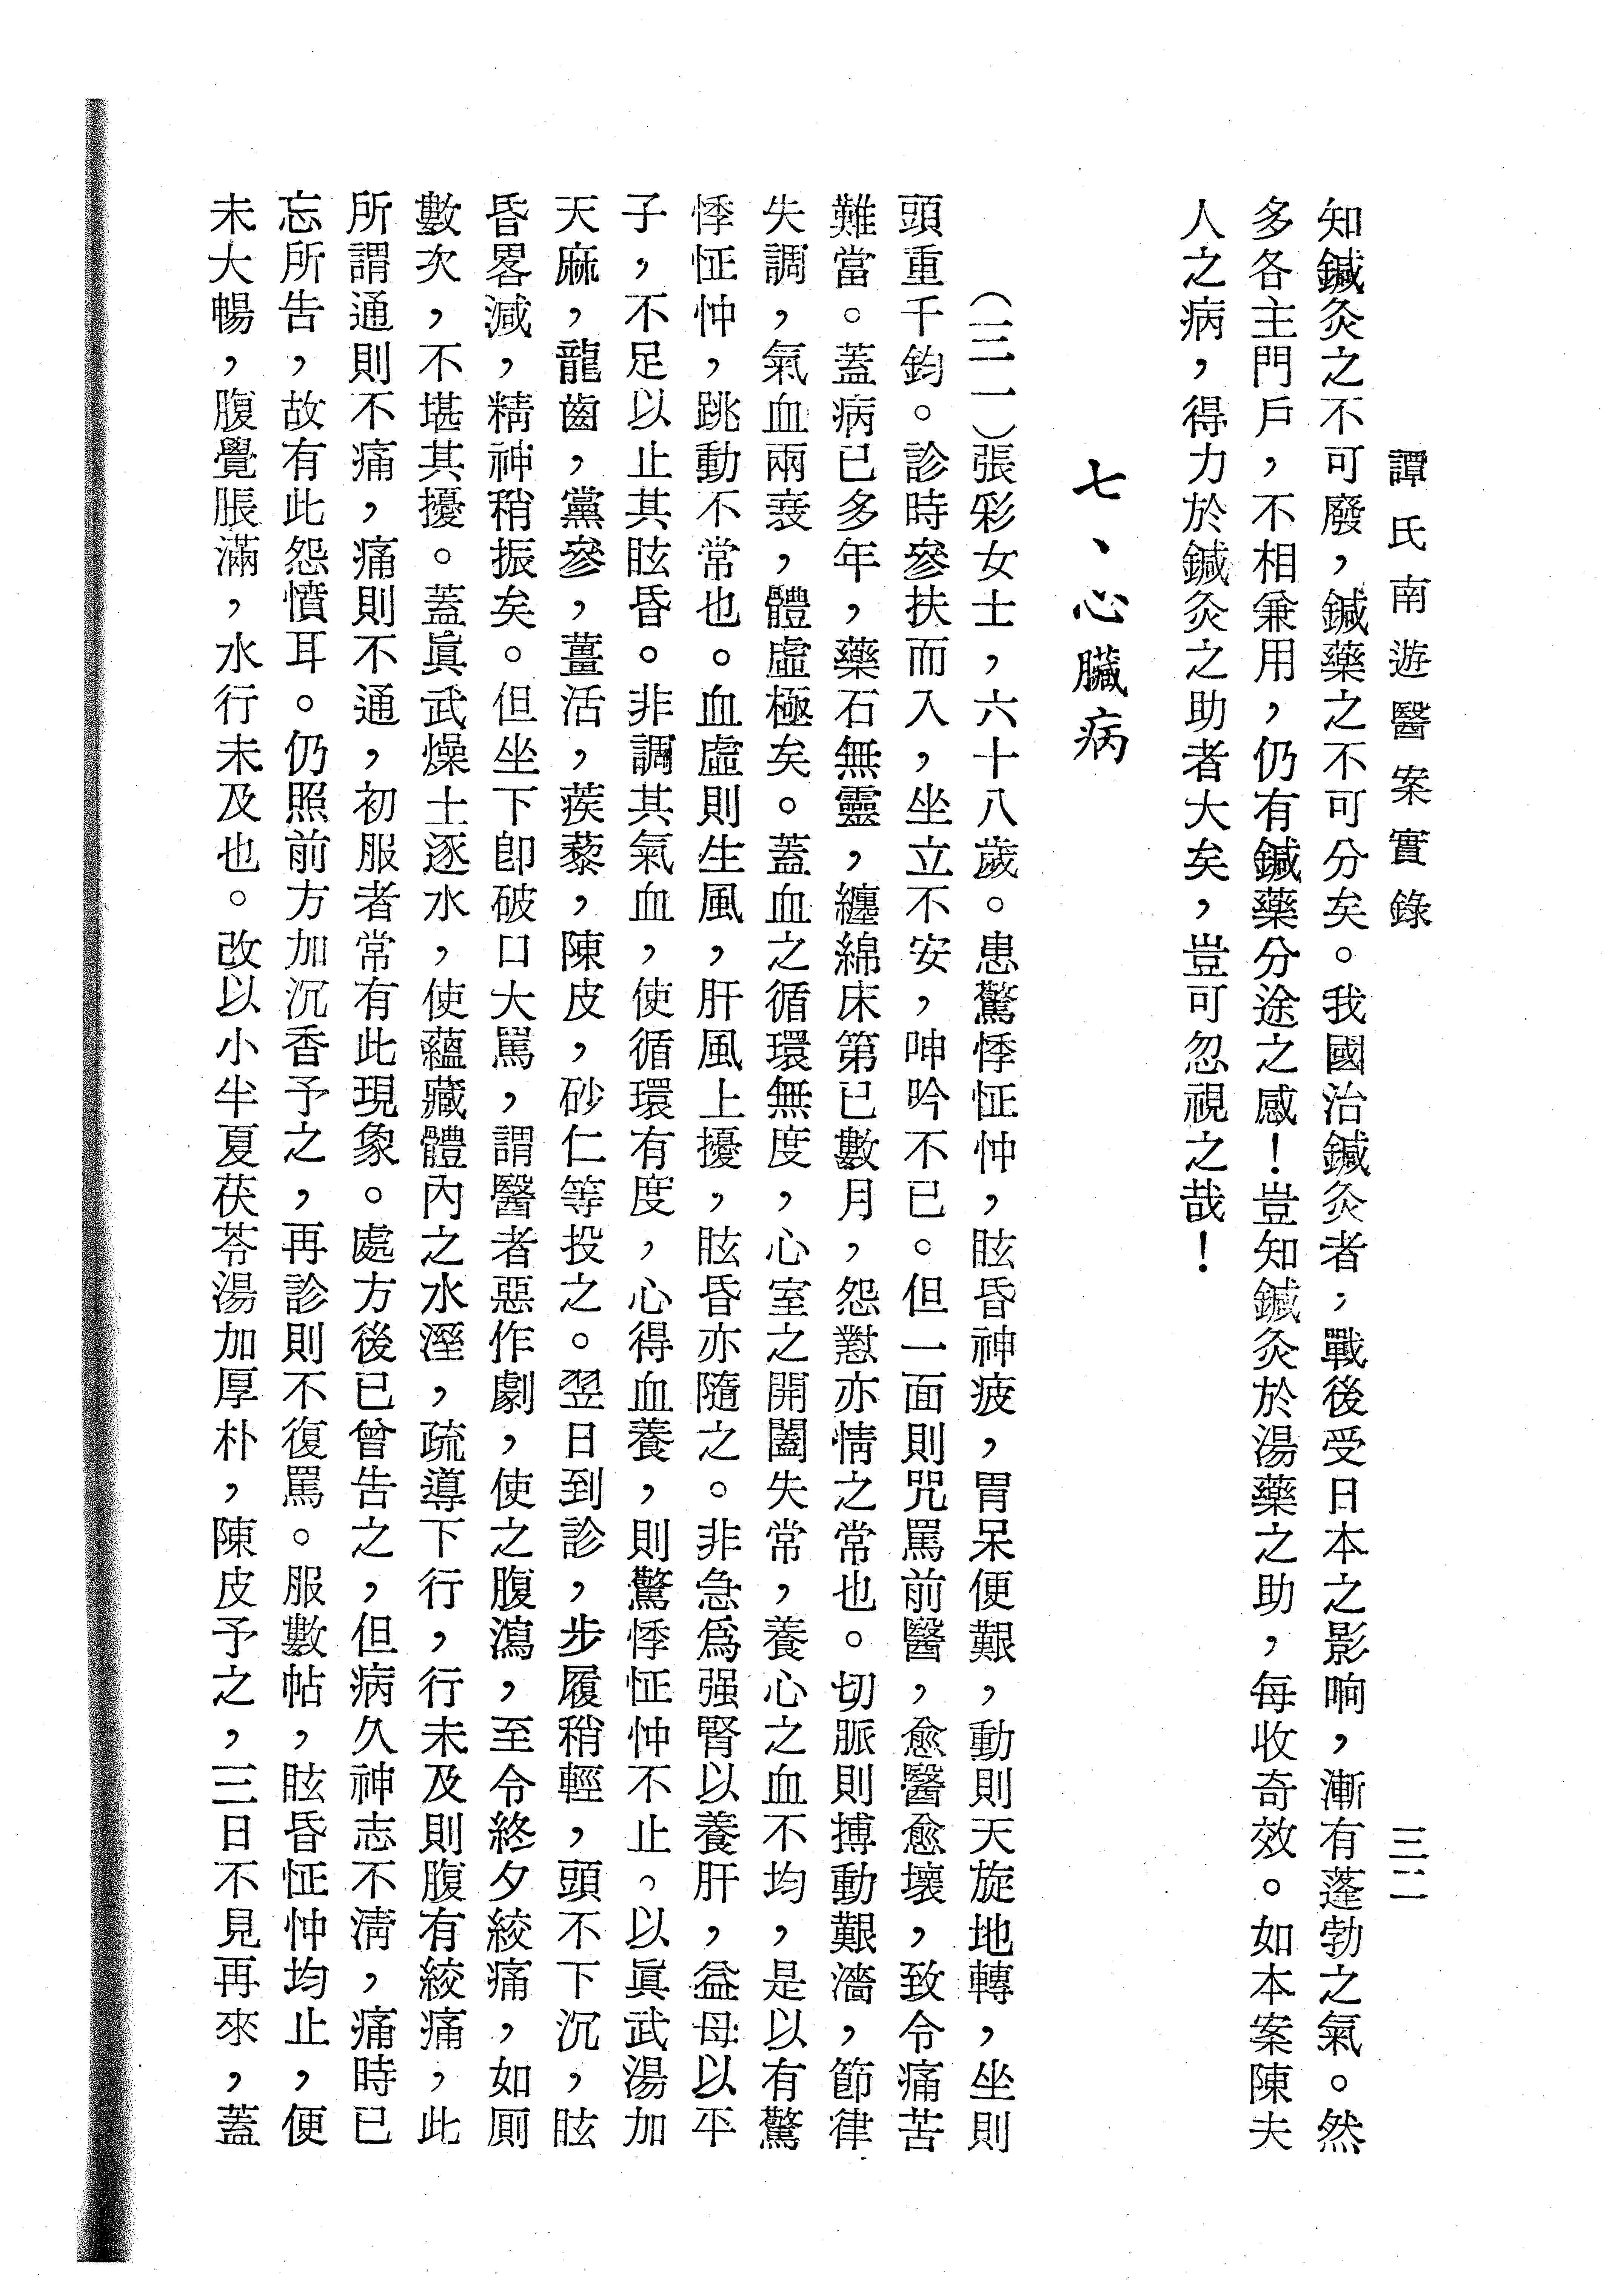 譚氏南遊醫案實錄
三二
知鍼灸之不可廢，鍼藥之不可分矣。我國治鍼灸者，戰後受日本之影响，漸有蓬勃之氣。然
多各主門戶，不相兼用，仍有鍼藥分途之感！豈知鍼灸於湯藥之助，每收奇效。如本案陳夫
人之病，得力於鍼灸之助者大矣，豈可忽視之哉！
七、心臟病
（三一）張彩女士，六十八歲。患驚悸怔忡，眩昏神疲，胃呆便艱，動則天旋地轉，坐則
頭重千鈞。診時參扶而入，坐立不安，呻吟不已。但一面則咒罵前醫，愈醫愈壞，致令痛苦
難當。蓋病已多年，藥石無靈，纏綿床第已數月，怨懟亦情之常也。切脈則搏動艱濇，節律
失調，氣血兩衰，體虛極矣。蓋血之循環無度，心室之開闔失常，養心之血不均，是以有驚
悸怔忡，跳動不常也。血虛則生風，肝風上擾，眩昏亦隨之。非急爲强腎以養肝，益母以平
子，不足以止其眩昏。非調其氣血，使循環有度，心得血養，則驚悸怔忡不止。以眞武湯加
天麻，龍齒，黨參，薑活，蒺藜，陳皮，砂仁等投之。翌日到診，步履稍輕，頭不下沉，眩
昏畧減，精神稍振矣。但坐下卽破口大罵，謂醫者惡作劇，使之腹瀉，至令終夕絞痛，如厠
數次，不堪其擾。蓋眞武燥土逐水，使蘊藏體內之水溼，疏導下行，行未及則腹有絞痛，此
所謂通則不痛，痛則不通，初服者常有此現象。處方後已曾告之，但病久神志不淸，痛時已
忘所告，故有此怨憤耳。仍照前方加沉香予之，再診則不復罵。服數帖，眩昏怔忡均止，便
未大暢，腹覺脹滿，水行未及也。改以小半夏茯苓湯加厚朴，陳皮予之，三日不見再來，蓋